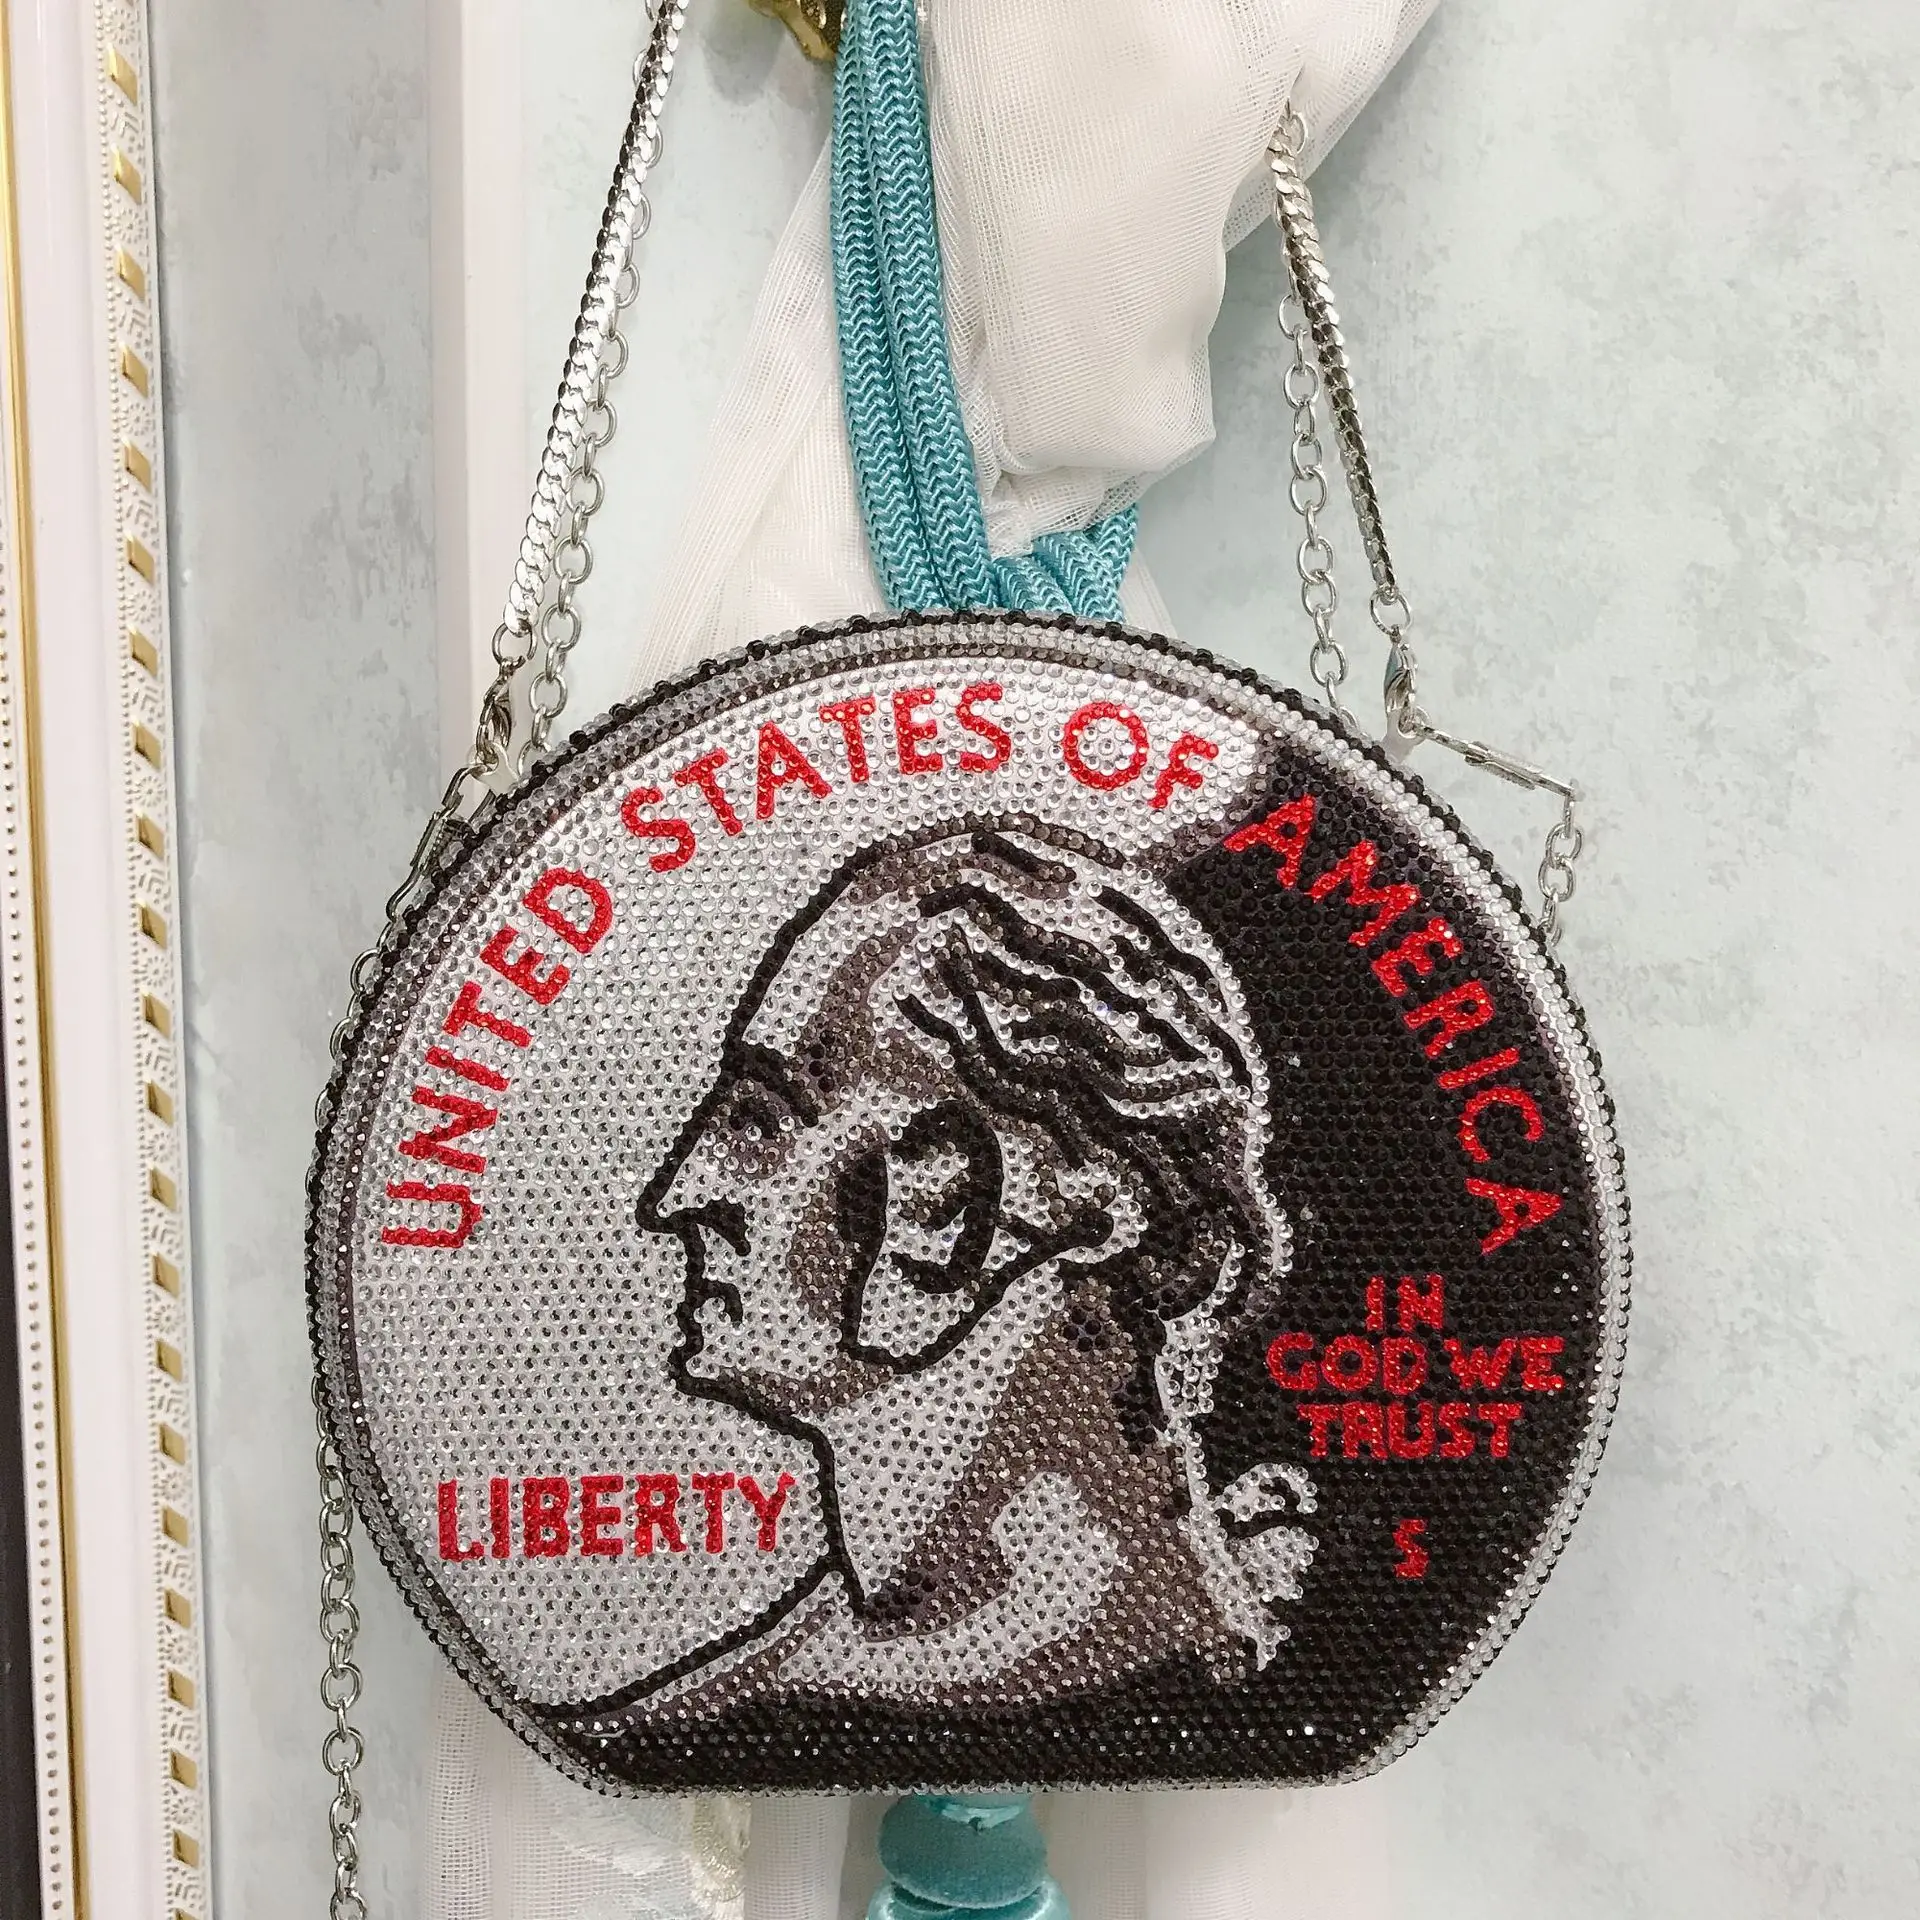 UNITED STATES OF AMERICA
LIBERTY
IN
GOD WE
TRUST
S